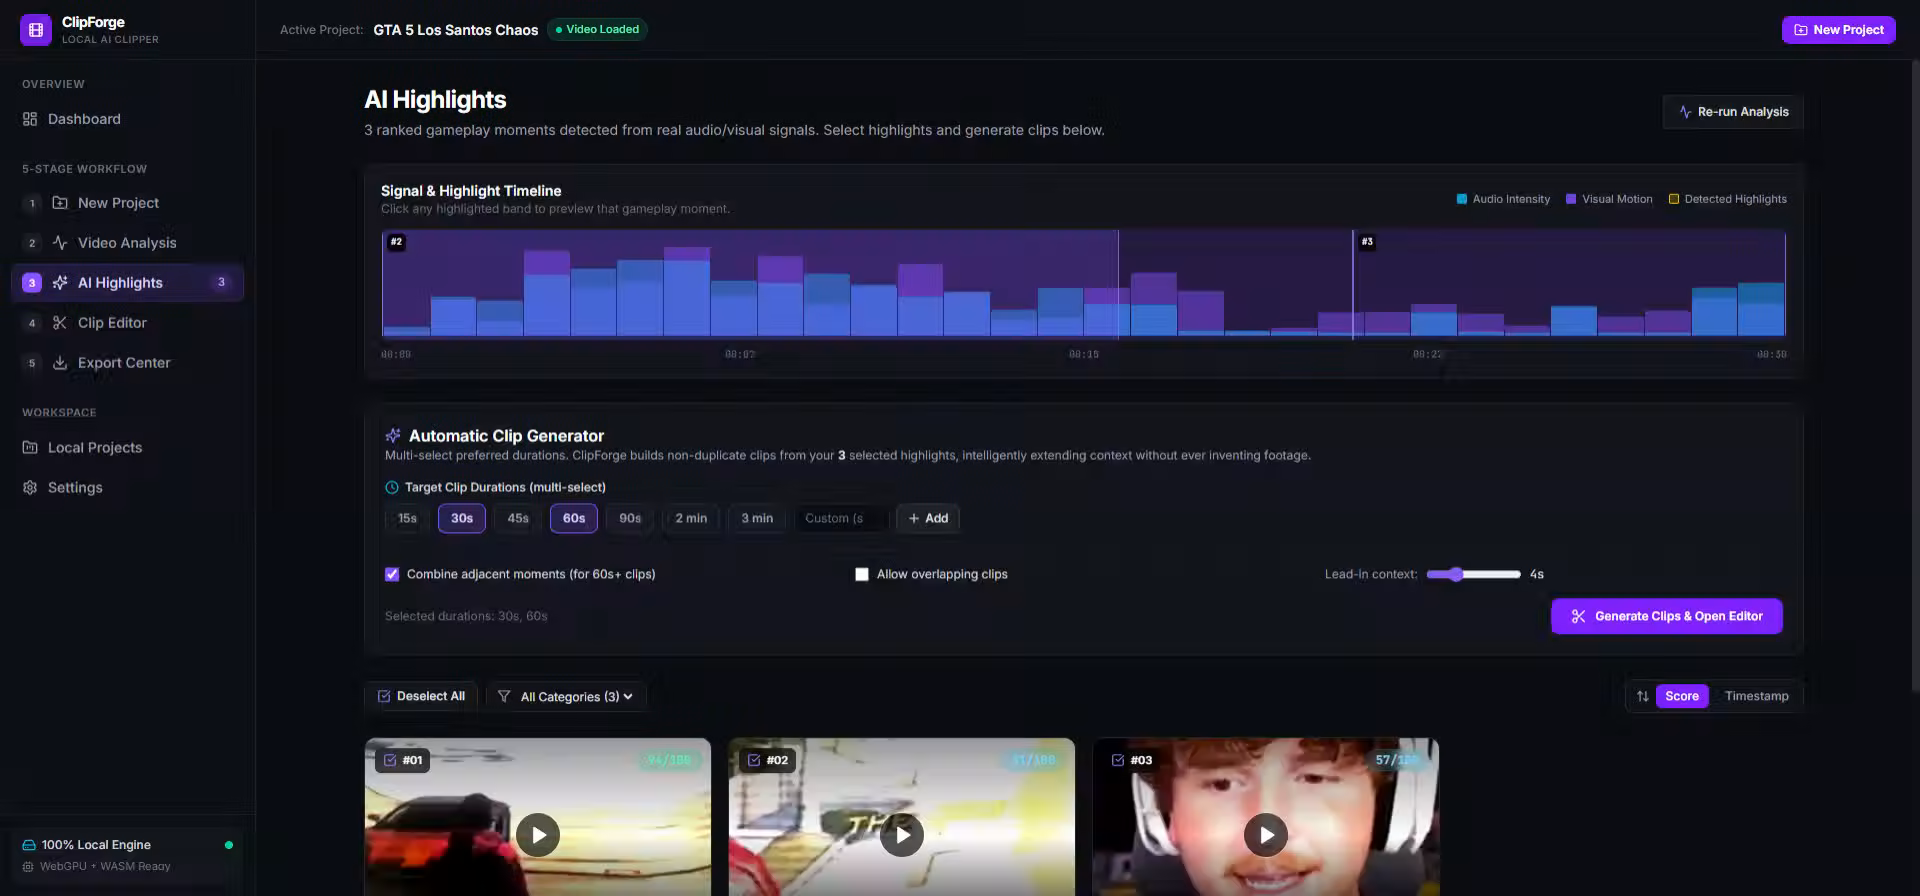 ClipForge
LOCAL AI CLIPPER
Active Project: GTA 5 Los Santos Chaos
Video Loaded
New Project
OVERVIEW
Dashboard
5-STAGE WORKFLOW
1 New Project
2 Video Analysis
3 AI Highlights 3
4 Clip Editor
5 Export Center
WORKSPACE
Local Projects
Settings
100% Local Engine
WebGPU + WASM Ready
AI Highlights
3 ranked gameplay moments detected from real audio/visual signals. Select highlights and generate clips below.
Re-run Analysis
Signal & Highlight Timeline
Click any highlighted band to preview that gameplay moment.
Audio Intensity Visual Motion Detected Highlights
#2 #3
00:00 00:07 00:15 00:22 00:30
Automatic Clip Generator
Multi-select preferred durations. ClipForge builds non-duplicate clips from your 3 selected highlights, intelligently extending context without ever inventing footage.
Target Clip Durations (multi-select)
15s 30s 45s 60s 90s 2 min 3 min Custom (s + Add
Combine adjacent moments (for 60s+ clips) Allow overlapping clips Lead-in context: 4s
Selected durations: 30s, 60s
Generate Clips & Open Editor
Deselect All All Categories (3) Score Timestamp
#01 94/100 #02 #03